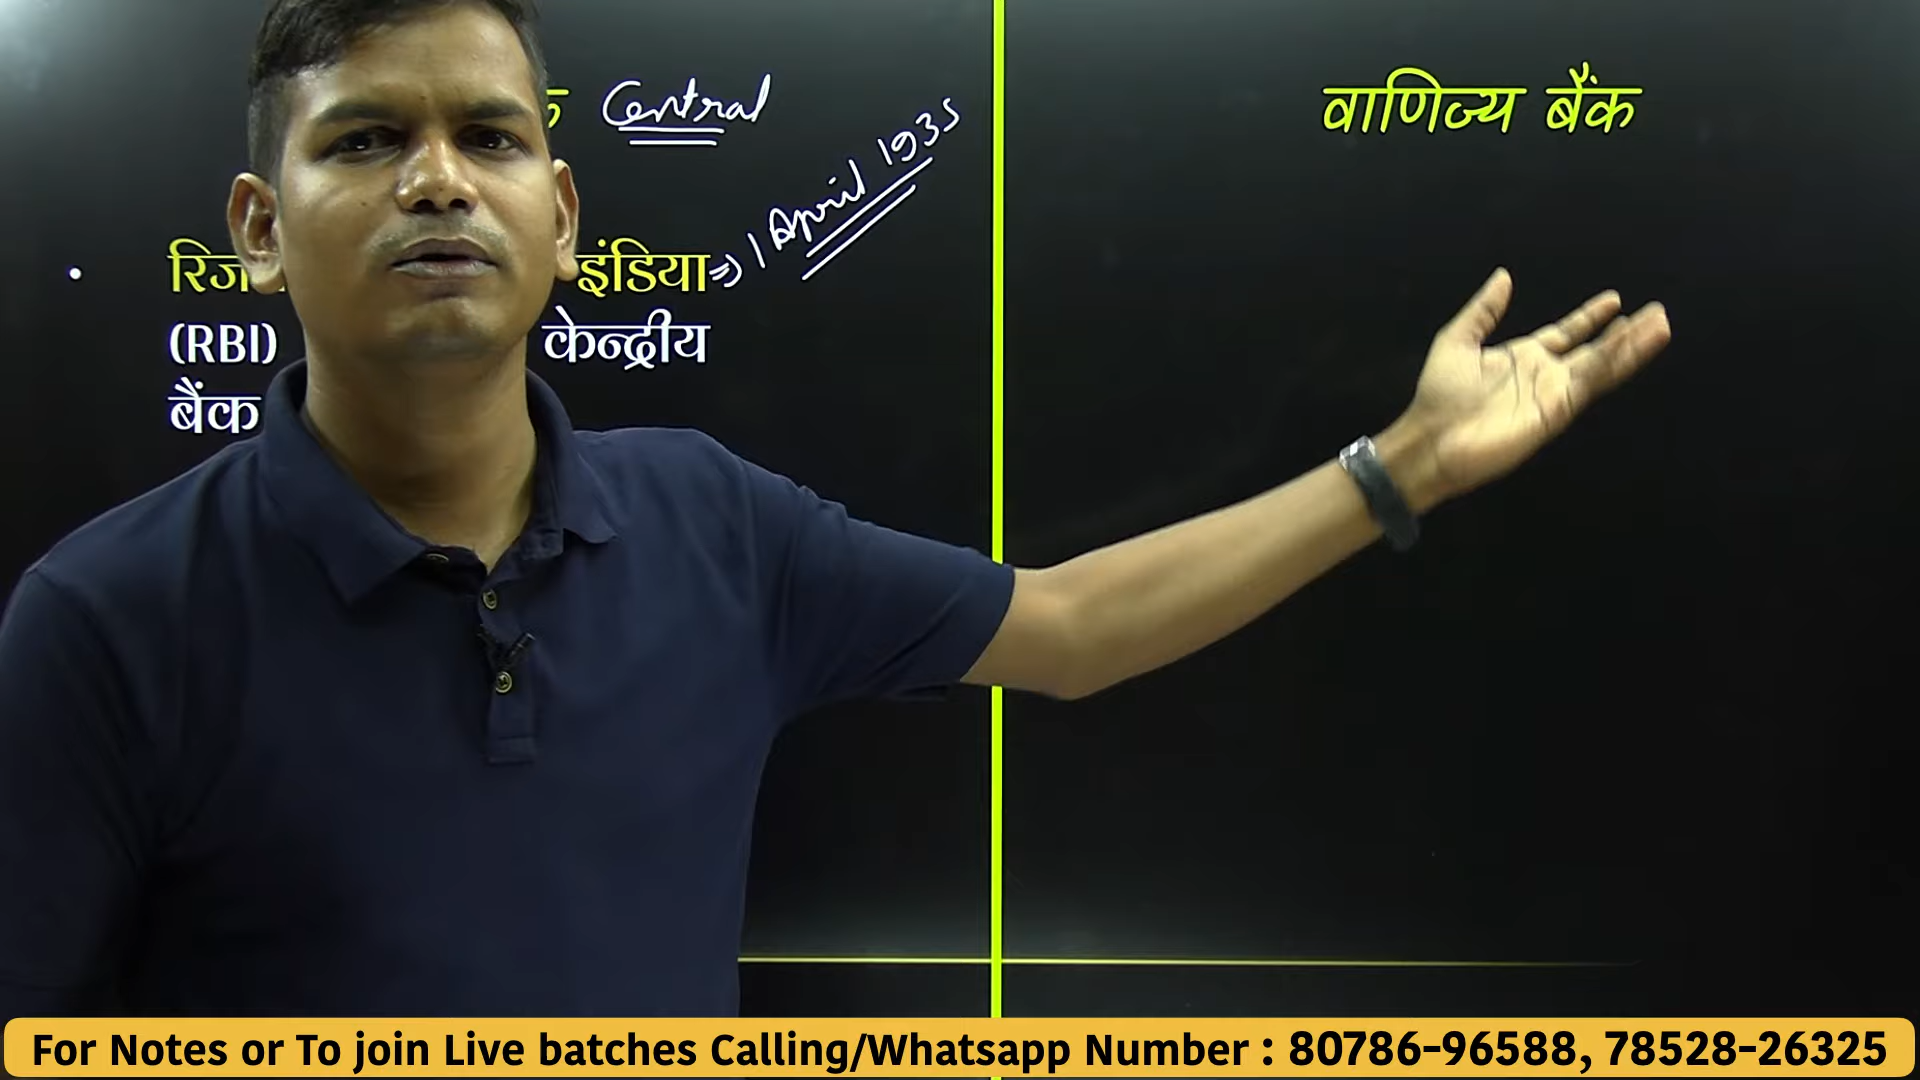 Central
वाणिज्य बैंक
1 April 1935
इंडिया =>
(RBI) केन्द्रीय
बैंक
For Notes or To join Live batches Calling/Whatsapp Number : 80786-96588, 78528-26325